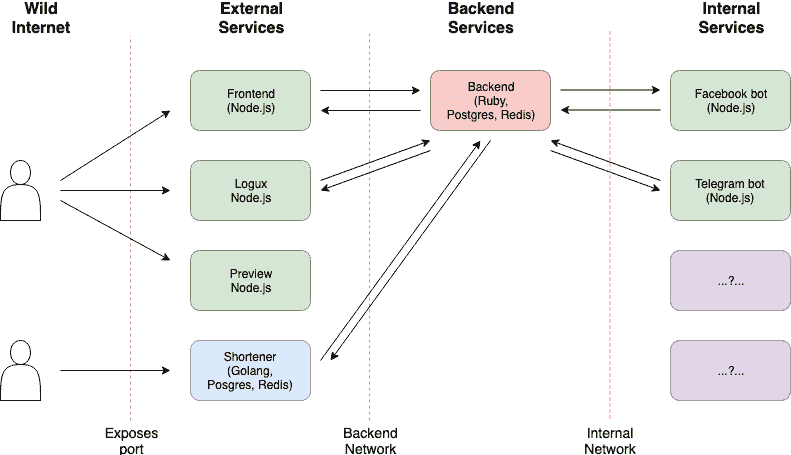 Wild
Internet
External
Services
Backend
Services
Internal
Services
Frontend
(Node.js)
Backend
(Ruby,
Postgres, Redis)
Facebook bot
(Node.js)
Logux
Node.js
Telegram bot
(Node.js)
Preview
Node.js
...?...
Shortener
(Golang,
Posgres, Redis)
...?...
Exposes
port
Backend
Network
Internal
Network